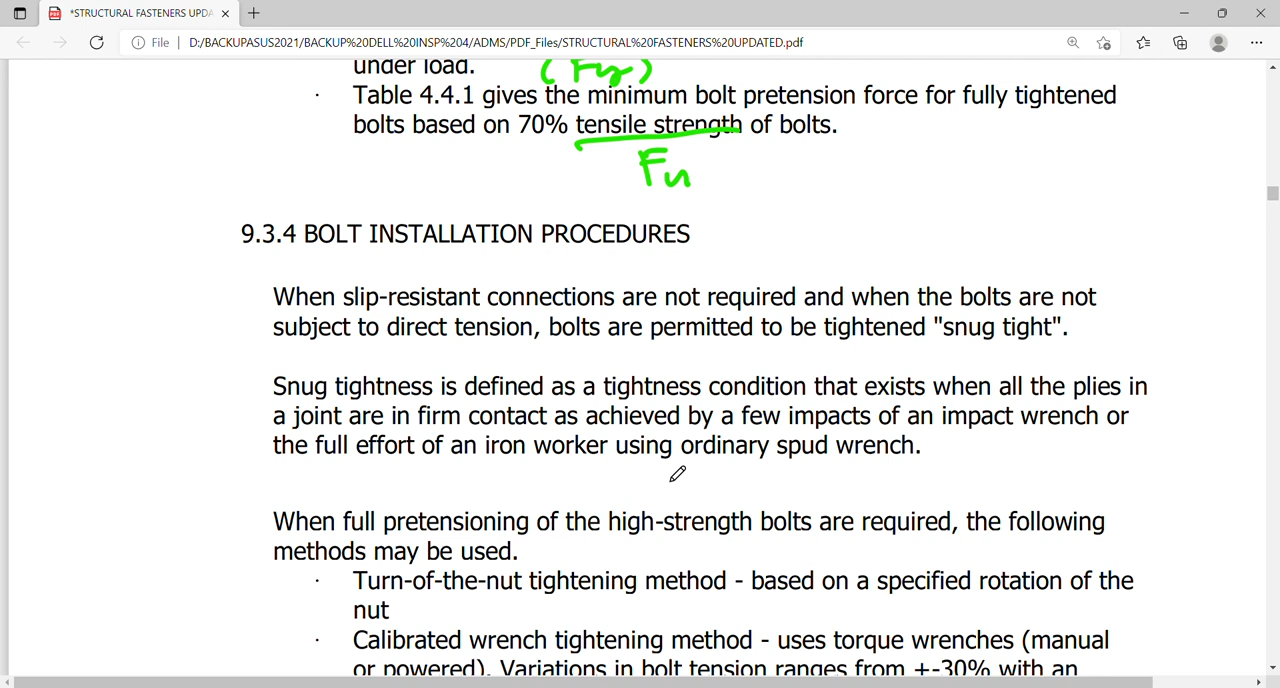 *STRUCTURAL FASTENERS UPDA
File | D:/BACKUPASUS2021/BACKUP%20DELL%20INSP%204/ADMS/PDF_Files/STRUCTURAL%20FASTENERS%20UPDATED.pdf
under load. (Fy)
· Table 4.4.1 gives the minimum bolt pretension force for fully tightened
bolts based on 70% tensile strength of bolts.
Fu
9.3.4 BOLT INSTALLATION PROCEDURES
When slip-resistant connections are not required and when the bolts are not
subject to direct tension, bolts are permitted to be tightened "snug tight".
Snug tightness is defined as a tightness condition that exists when all the plies in
a joint are in firm contact as achieved by a few impacts of an impact wrench or
the full effort of an iron worker using ordinary spud wrench.
When full pretensioning of the high-strength bolts are required, the following
methods may be used.
· Turn-of-the-nut tightening method - based on a specified rotation of the
nut
· Calibrated wrench tightening method - uses torque wrenches (manual
or powered). Variations in bolt tension ranges from +-30% with an